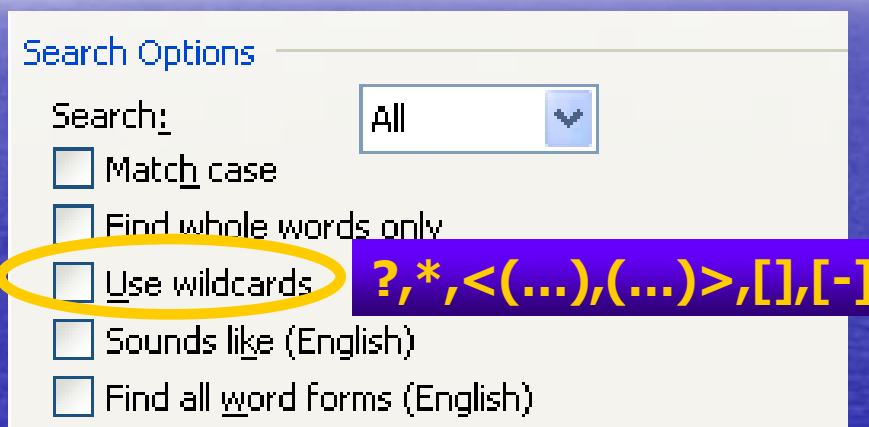 Search Options
Search: All
Match case
Find whole words only
Use wildcards ?,*,<(...),(...)>,[],[-]
Sounds like (English)
Find all word forms (English)